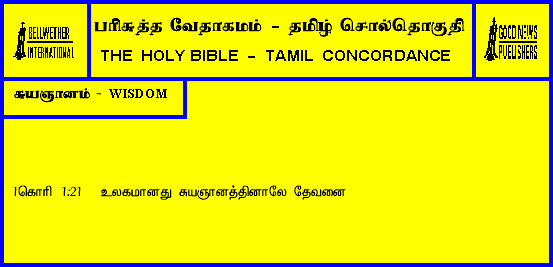 BELLWETHER
INTERNATIONAL
பரிசுத்த வேதாகமம் - தமிழ் சொல்தொகுதி
THE HOLY BIBLE - TAMIL CONCORDANCE
GOOD NEWS
PUBLISHERS
சுயஞானம் - WISDOM
1கொரி 1:21 உலகமானது சுயஞானத்தினாலே தேவனை